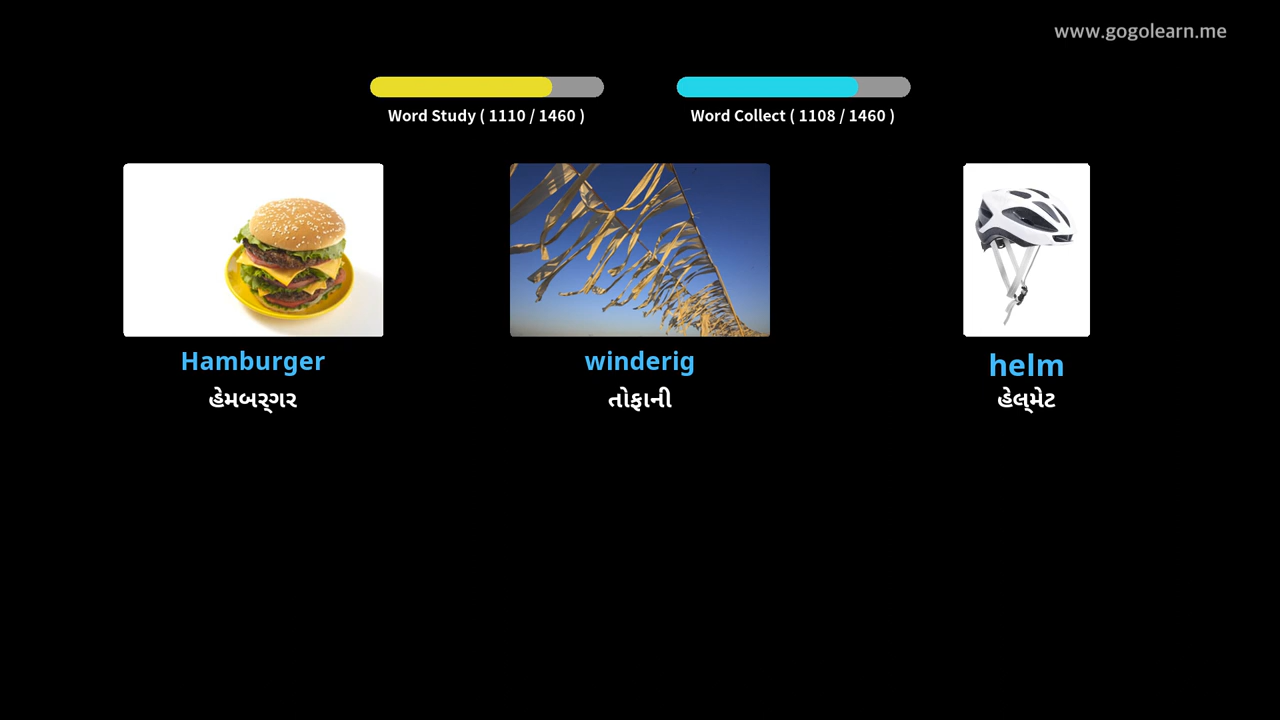 www.gogolearn.me
Word Study ( 1110 / 1460 )
Word Collect ( 1108 / 1460 )
Hamburger
winderig
helm
હેમબર્ગર
તોફાની
હેલ્મેટ